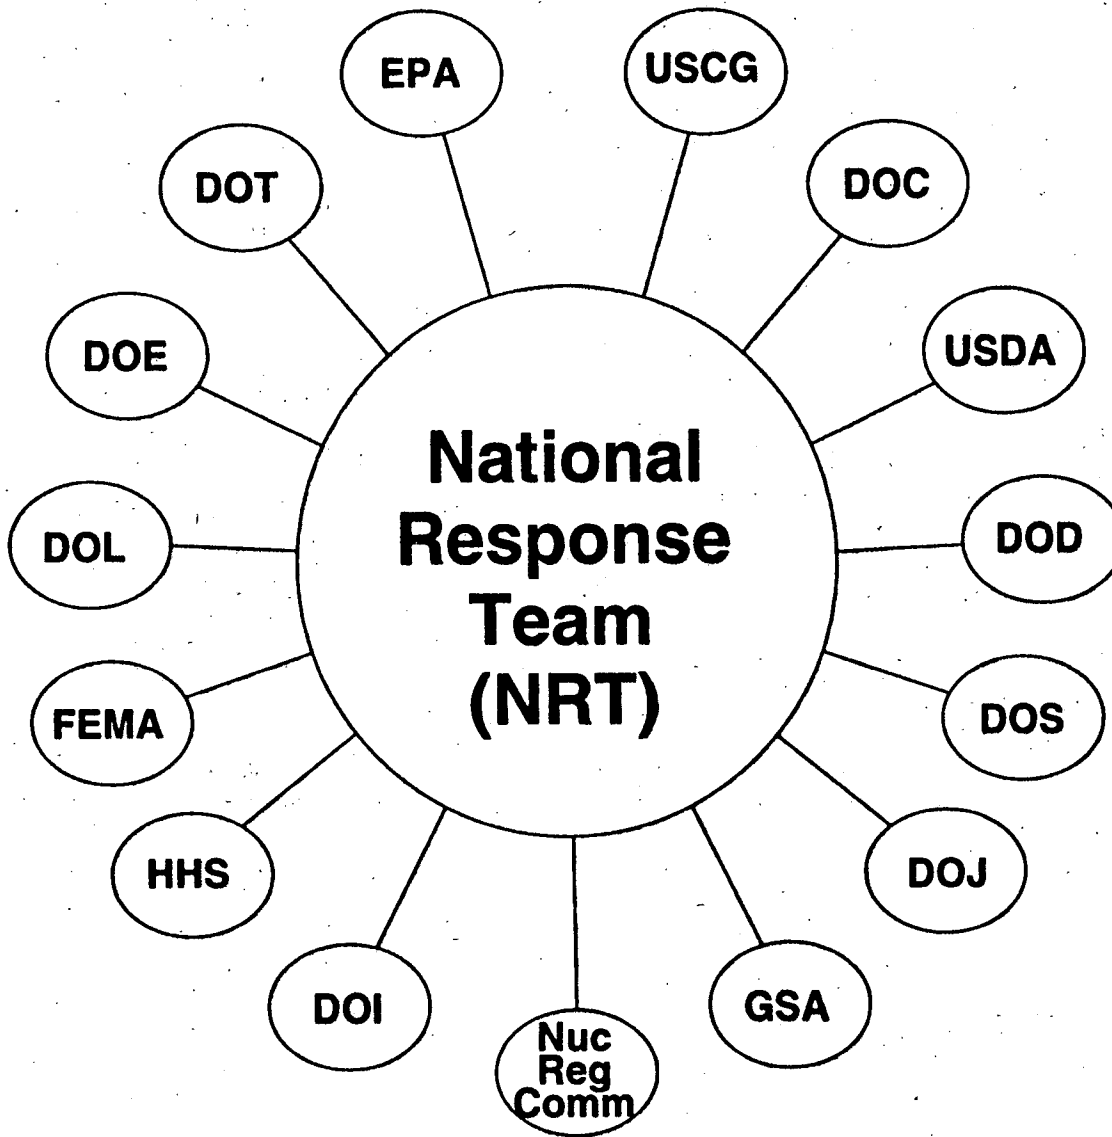 EPA
USCG
DOT
DOC
DOE
USDA
National
Response
Team
(NRT)
DOL
DOD
FEMA
DOS
HHS
DOJ
DOI
GSA
Nuc
Reg
Comm